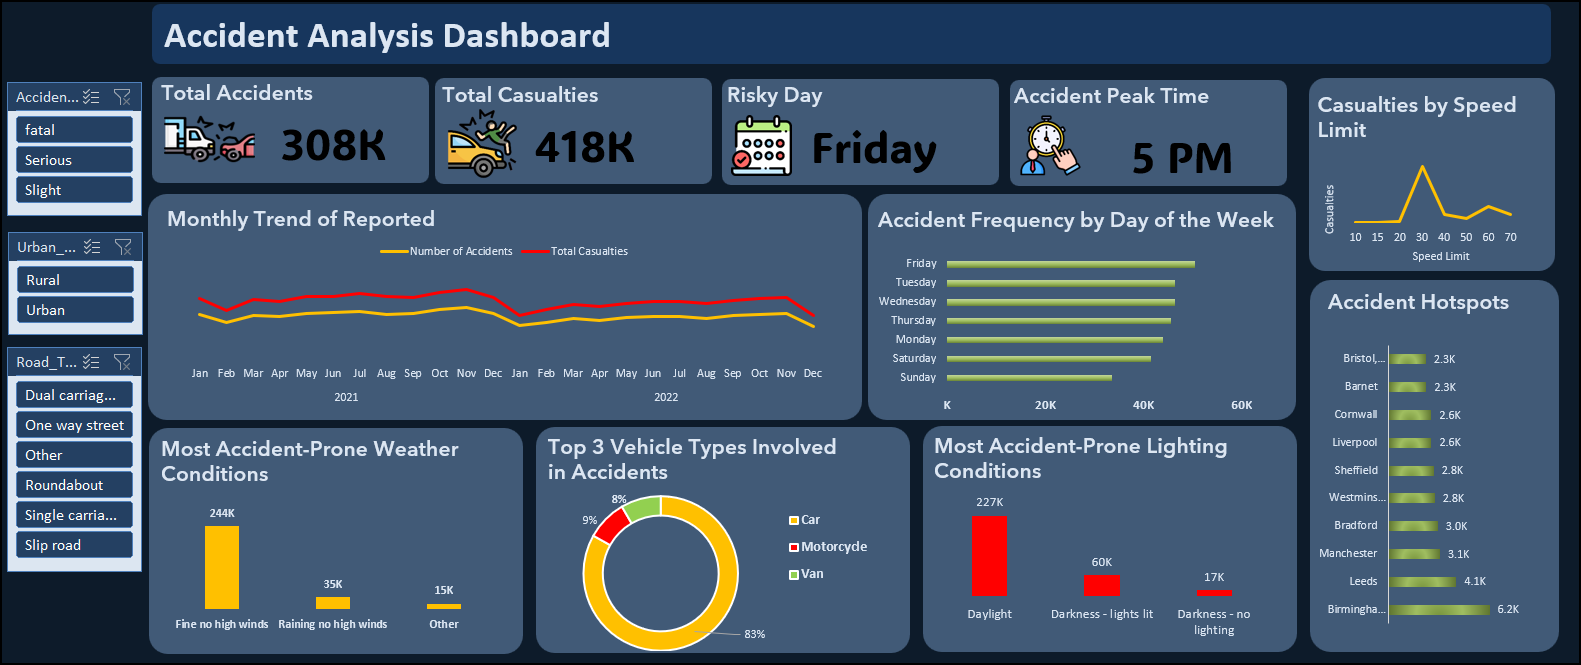 Accident Analysis Dashboard
Acciden...
fatal
Serious
Slight
Urban_...
Rural
Urban
Road_T...
Dual carriag...
One way street
Other
Roundabout
Single carria...
Slip road
Total Accidents
308K
Total Casualties
418K
Risky Day
Friday
Accident Peak Time
5 PM
Casualties by Speed
Limit
Casualties
10 15 20 30 40 50 60 70
Speed Limit
Monthly Trend of Reported
Number of Accidents Total Casualties
Jan Feb Mar Apr May Jun Jul Aug Sep Oct Nov Dec Jan Feb Mar Apr May Jun Jul Aug Sep Oct Nov Dec
2021 2022
Accident Frequency by Day of the Week
Friday
Tuesday
Wednesday
Thursday
Monday
Saturday
Sunday
K 20K 40K 60K
Accident Hotspots
Bristol,... 2.3K
Barnet 2.3K
Cornwall 2.6K
Liverpool 2.6K
Sheffield 2.8K
Westmins... 2.8K
Bradford 3.0K
Manchester 3.1K
Leeds 4.1K
Birmingha... 6.2K
Most Accident-Prone Weather
Conditions
244K
35K
15K
Fine no high winds Raining no high winds Other
Top 3 Vehicle Types Involved
in Accidents
8%
9%
83%
Car
Motorcycle
Van
Most Accident-Prone Lighting
Conditions
227K
60K
17K
Daylight Darkness - lights lit Darkness - no
lighting